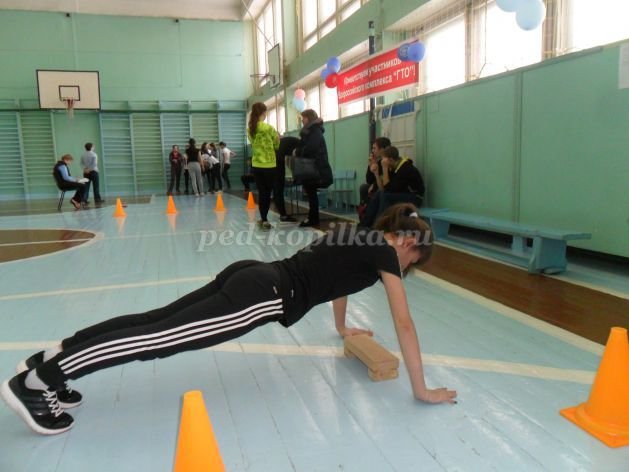 Приветствуем участников
Всероссийского комплекса "ГТО"!
ped-kopilka.ru